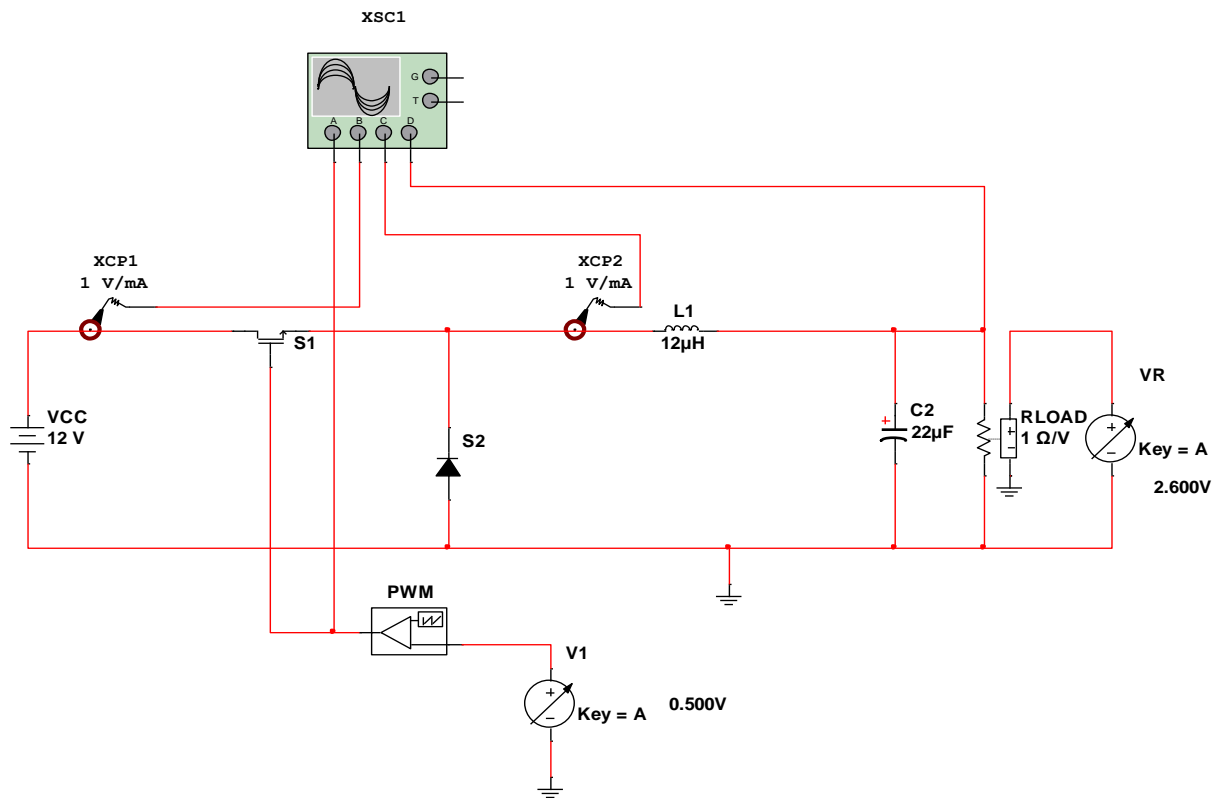 XSC1
G
T
A B C D
XCP1
1 V/mA
XCP2
1 V/mA
L1
12µH
S1
VCC
12 V
S2
C2
22µF
RLOAD
1 Ω/V
VR
Key = A
2.600V
PWM
V1
Key = A
0.500V